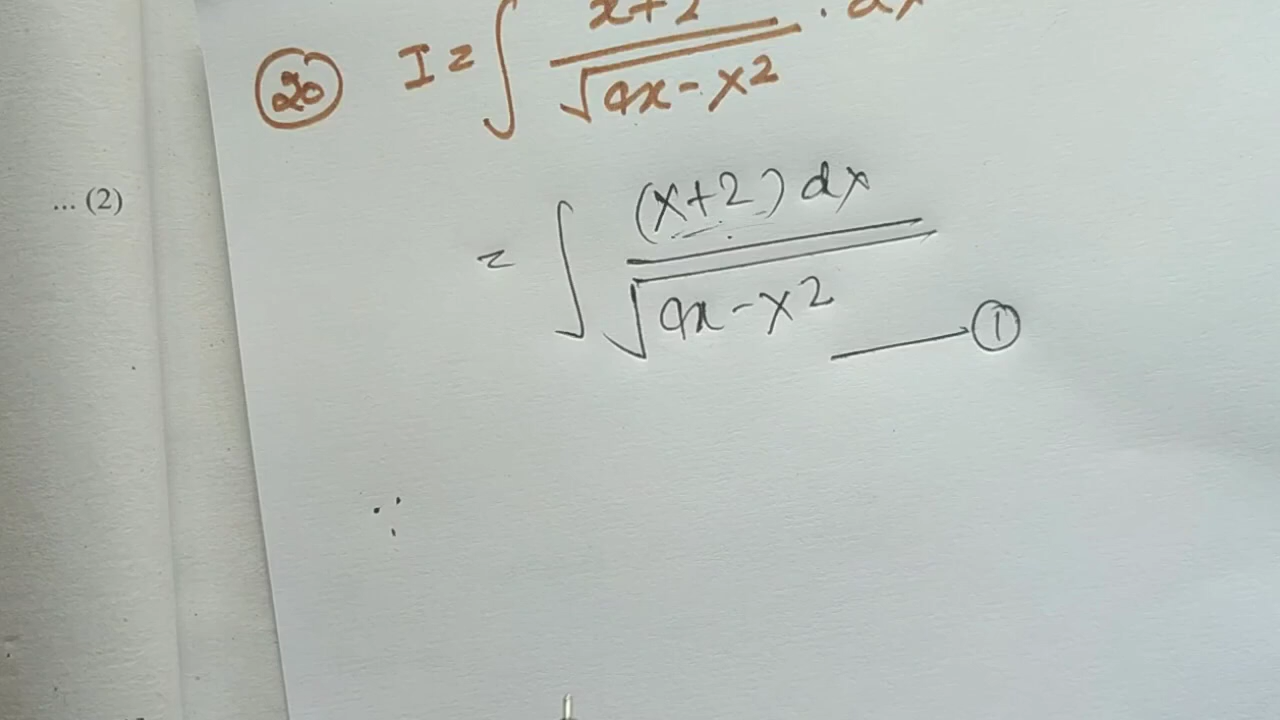 (20) I = ∫ x+2 / √(4x-x²) . dx
... (2)
= ∫ (x+2) dx / √(4x-x²) —— (1)
∵